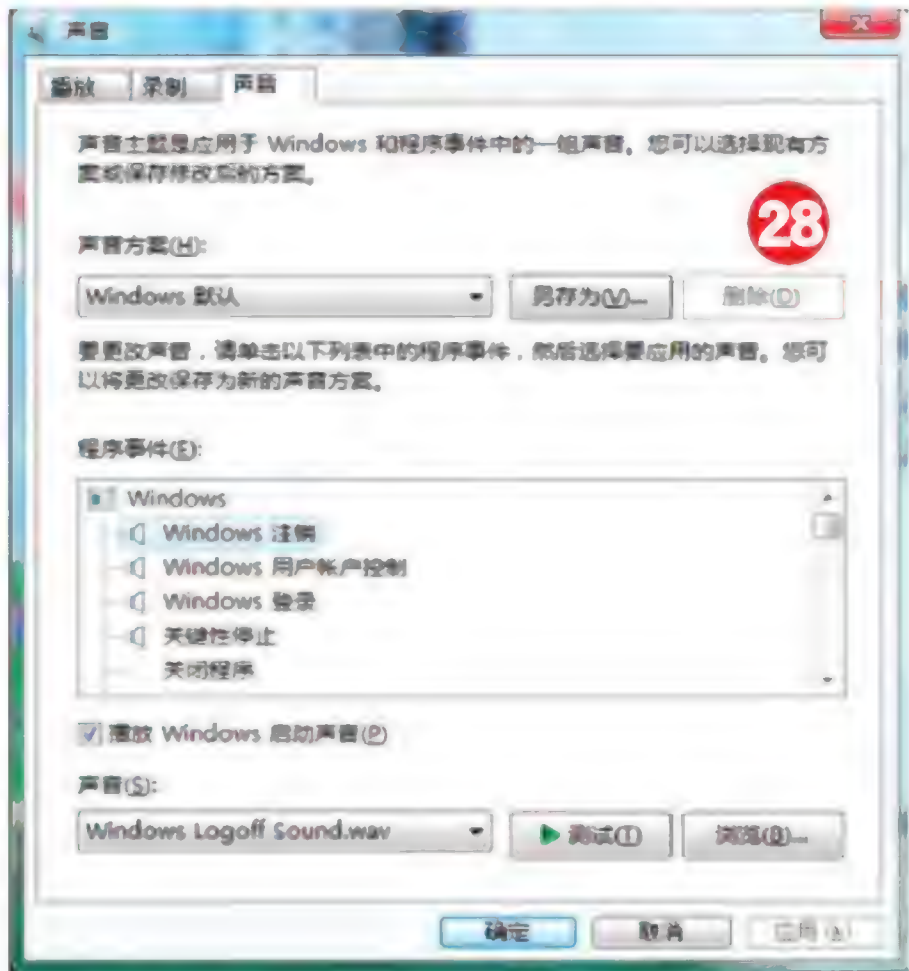 声音
播放 录制 声音
声音主题是应用于 Windows 和程序事件中的一组声音。您可以选择现有方
案或保存修改后的方案。
28
声音方案(H):
Windows 默认 另存为(V)... 删除(D)
要更改声音，请单击以下列表中的程序事件，然后选择要应用的声音。您可
以将更改保存为新的声音方案。
程序事件(E):
Windows
Windows 注销
Windows 用户帐户控制
Windows 登录
关键性停止
关闭程序
播放 Windows 启动声音(P)
声音(S):
Windows Logoff Sound.wav 测试(T) 浏览(B)...
确定 取消 应用(A)